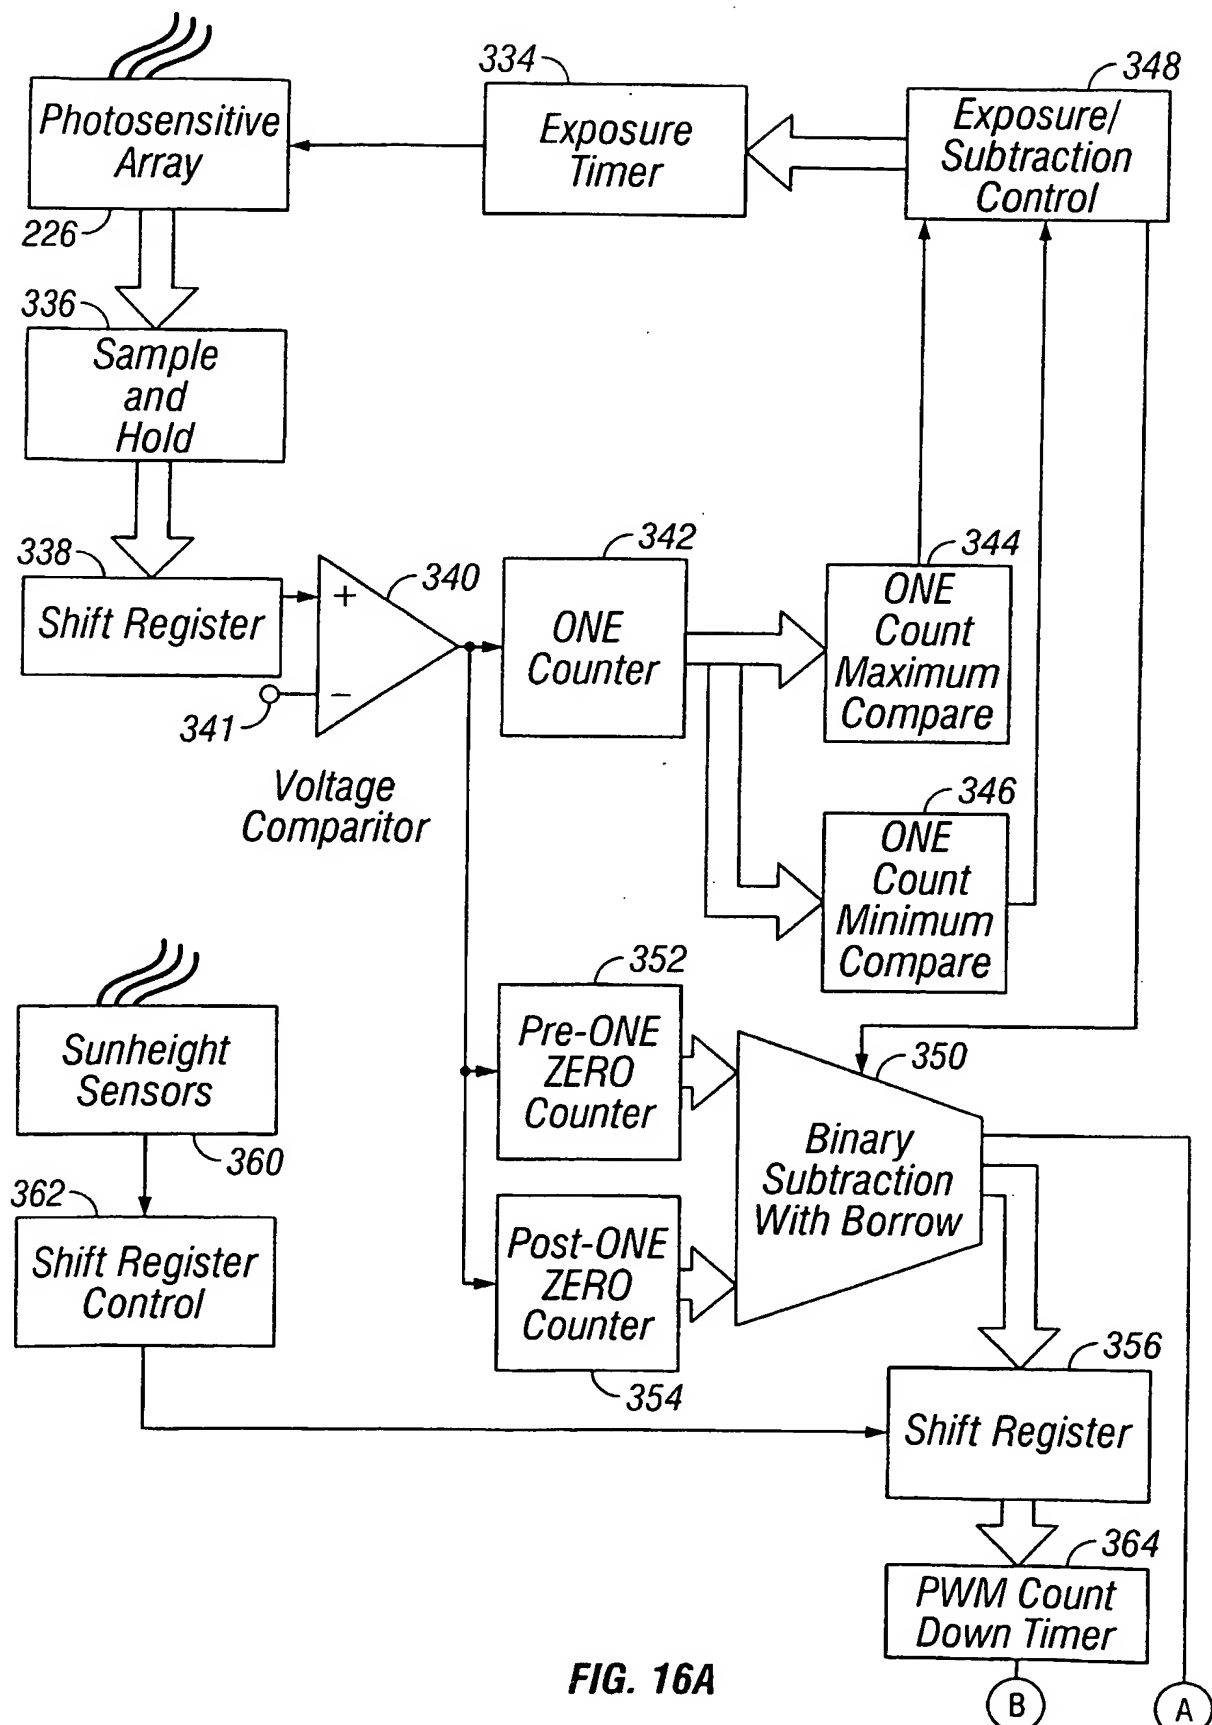 334
348
Photosensitive
Array
226
Exposure
Timer
Exposure/
Subtraction
Control
336
Sample
and
Hold
338
Shift Register
+
−
340
341
Voltage
Comparitor
342
ONE
Counter
344
ONE
Count
Maximum
Compare
346
ONE
Count
Minimum
Compare
352
Pre-ONE
ZERO
Counter
350
Binary
Subtraction
With Borrow
Sunheight
Sensors
360
362
Shift Register
Control
Post-ONE
ZERO
Counter
354
356
Shift Register
364
PWM Count
Down Timer
B
A
FIG. 16A